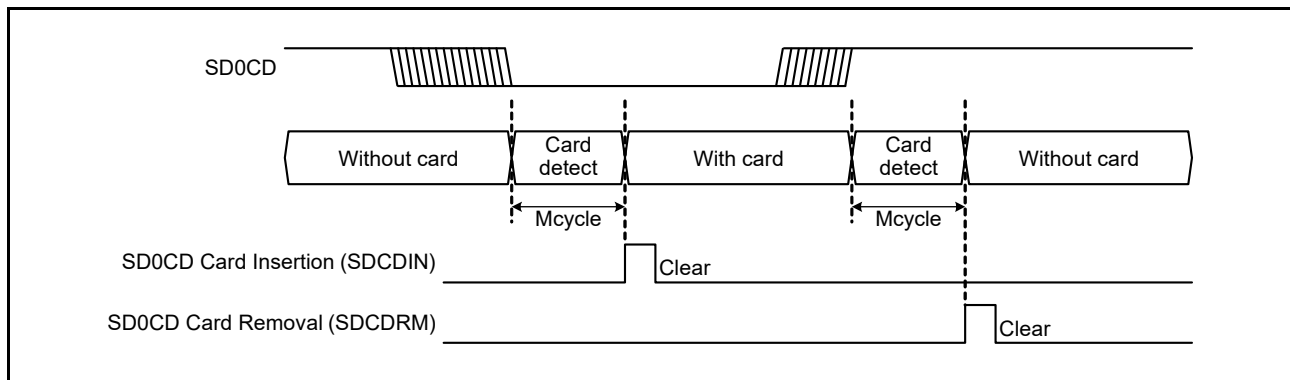 SD0CD
Without card
Card
detect
With card
Card
detect
Without card
Mcycle
Mcycle
SD0CD Card Insertion (SDCDIN)
Clear
SD0CD Card Removal (SDCDRM)
Clear